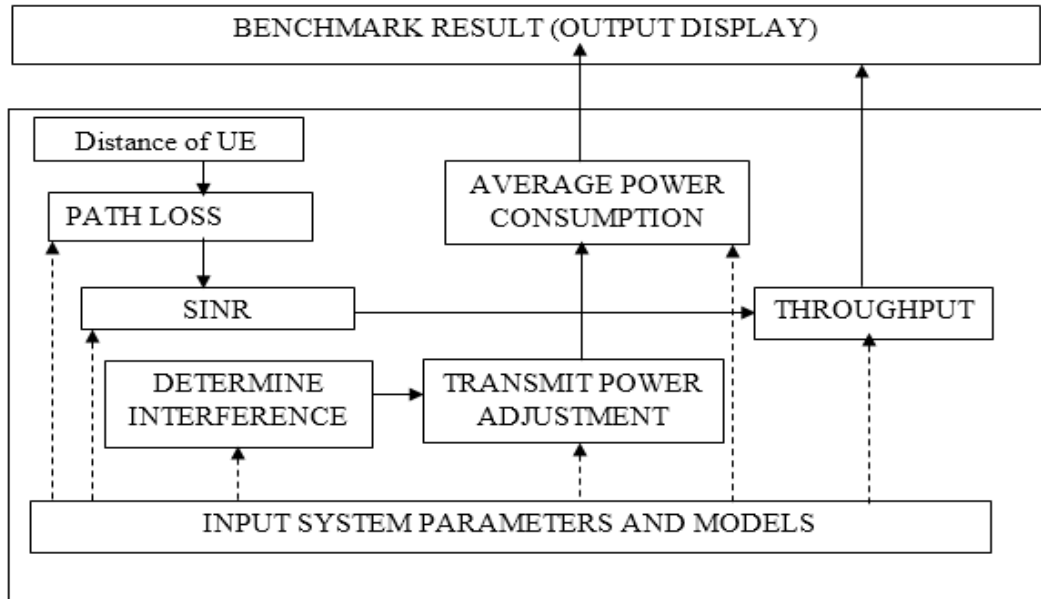 BENCHMARK RESULT (OUTPUT DISPLAY)
Distance of UE
PATH LOSS
AVERAGE POWER
CONSUMPTION
SINR
THROUGHPUT
DETERMINE
INTERFERENCE
TRANSMIT POWER
ADJUSTMENT
INPUT SYSTEM PARAMETERS AND MODELS